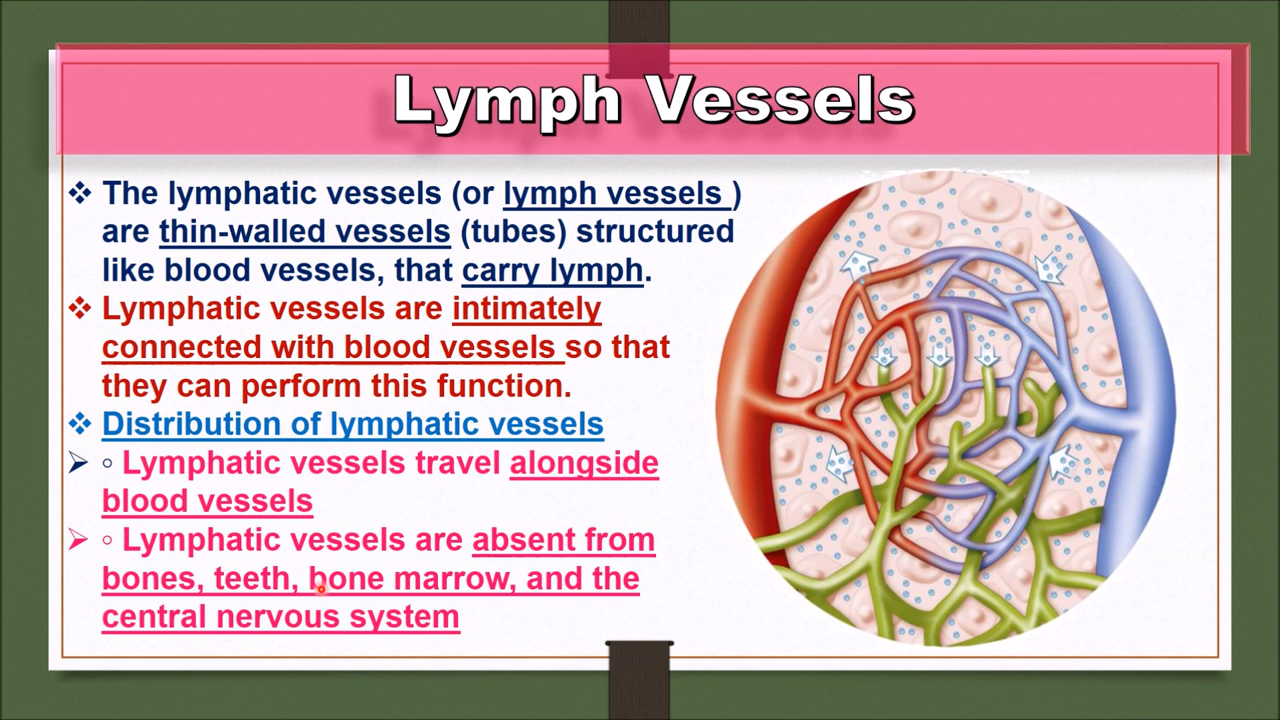 Lymph Vessels
❖ The lymphatic vessels (or lymph vessels )
are thin-walled vessels (tubes) structured
like blood vessels, that carry lymph.
❖ Lymphatic vessels are intimately
connected with blood vessels so that
they can perform this function.
❖ Distribution of lymphatic vessels
➢ ◦ Lymphatic vessels travel alongside
blood vessels
➢ ◦ Lymphatic vessels are absent from
bones, teeth, bone marrow, and the
central nervous system